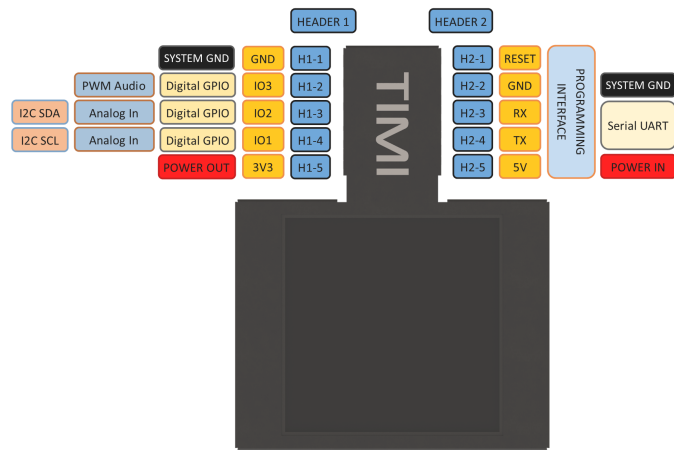 HEADER 1 HEADER 2
SYSTEM GND GND H1-1 H2-1 RESET
PWM Audio Digital GPIO IO3 H1-2 H2-2 GND SYSTEM GND
I2C SDA Analog In Digital GPIO IO2 H1-3 H2-3 RX Serial UART
I2C SCL Analog In Digital GPIO IO1 H1-4 H2-4 TX
POWER OUT 3V3 H1-5 H2-5 5V POWER IN
TIMI
PROGRAMMING
INTERFACE